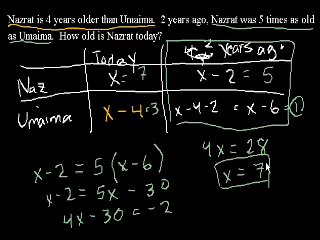 Nazrat is 4 years older than Umaima. 2 years ago, Nazrat was 5 times as old
as Umaima. How old is Nazrat today?
Today
2 years ago
Naz x = 7 x - 2 = 5
Umaima x - 4 = 3 x - 4 - 2 = x - 6 = 1
x - 2 = 5 (x - 6)
x - 2 = 5x - 30
4x - 30 = -2
4x = 28
x = 7